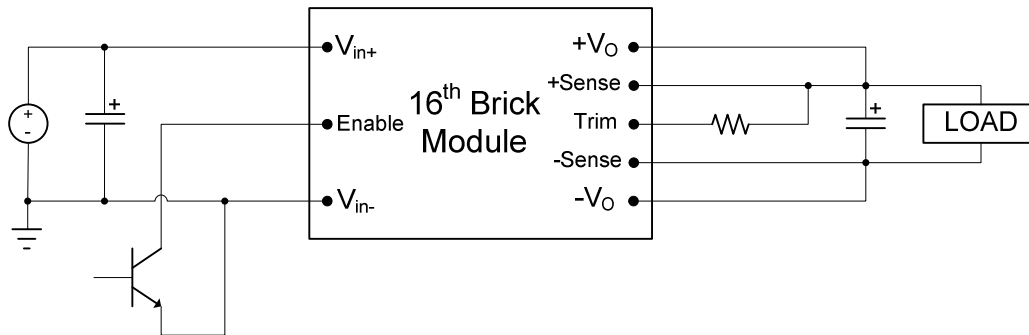 V_in+
Enable
V_in-
16^th Brick
Module
+V_O
+Sense
Trim
-Sense
-V_O
+
-
+
+
LOAD